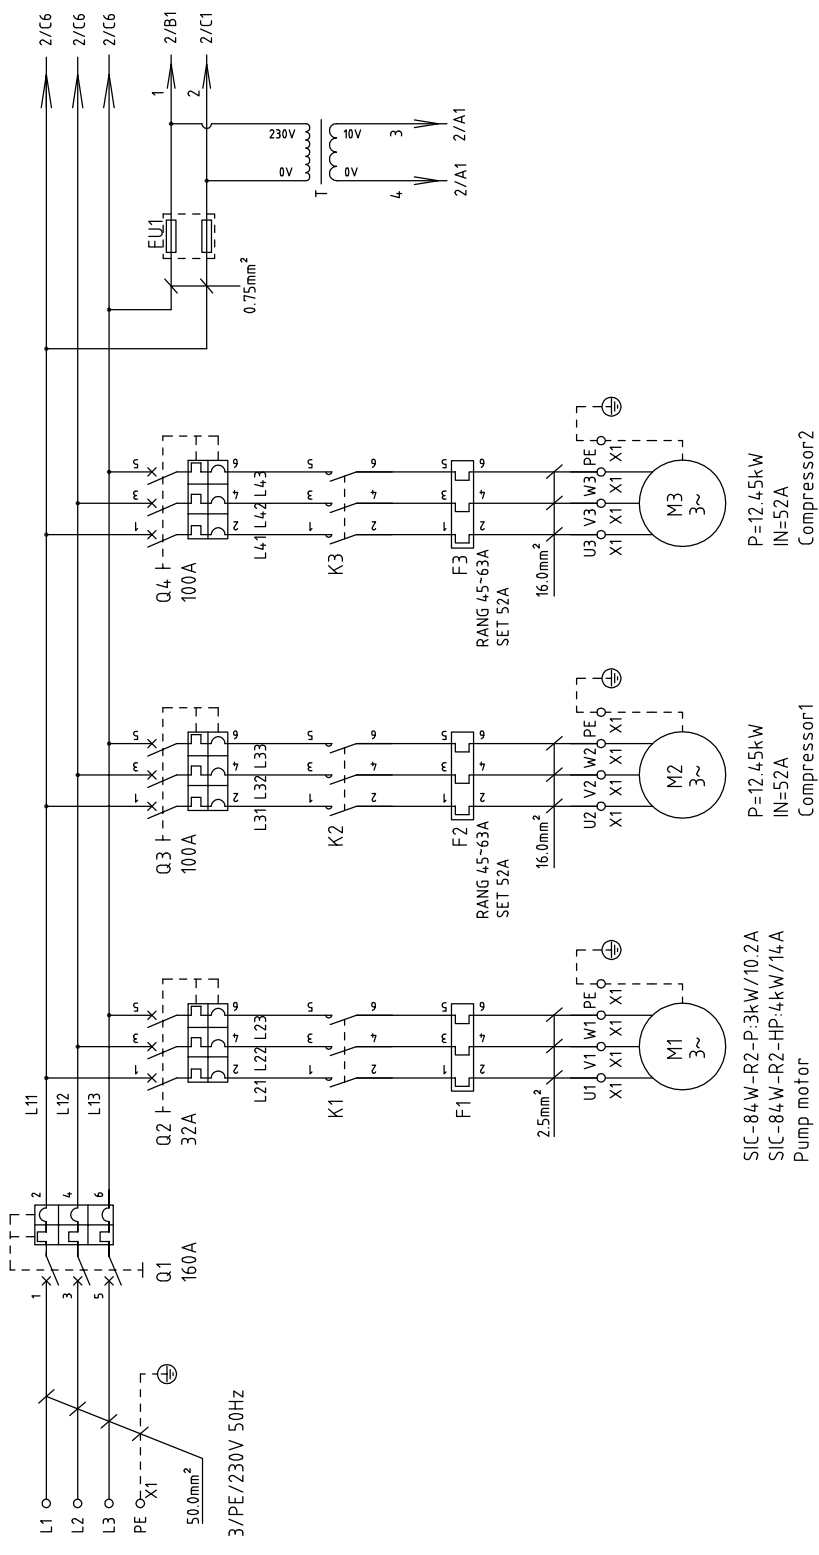 L1
L2
L3
PE
X1
50.0mm²
3/PE/230V 50Hz
1
3
5
Q1
160A
2
4
6
L11
L12
L13
Q2
32A
1
3
5
2
4
6
L21
L22
L23
K1
1
3
5
2
4
6
F1
1
3
5
2
4
6
2.5mm²
U1
V1
W1
PE
X1
X1
X1
X1
M1
3~
SIC-84W-R2-P:3kW/10.2A
SIC-84W-R2-HP:4kW/14A
Pump motor
Q3
100A
1
3
5
2
4
6
L31
L32
L33
K2
1
3
5
2
4
6
F2
RANG 45~63A
SET 52A
1
3
5
2
4
6
16.0mm²
U2
V2
W2
PE
X1
X1
X1
X1
M2
3~
P=12.45kW
IN=52A
Compressor1
Q4
100A
1
3
5
2
4
6
L41
L42
L43
K3
1
3
5
2
4
6
F3
RANG 45~63A
SET 52A
1
3
5
2
4
6
16.0mm²
U3
V3
W3
PE
X1
X1
X1
X1
M3
3~
P=12.45kW
IN=52A
Compressor2
0.75mm²
FU1
T
0V
230V
0V
10V
4
3
2/A1
2/A1
1
2
2/C6
2/C6
2/C6
2/B1
2/C1